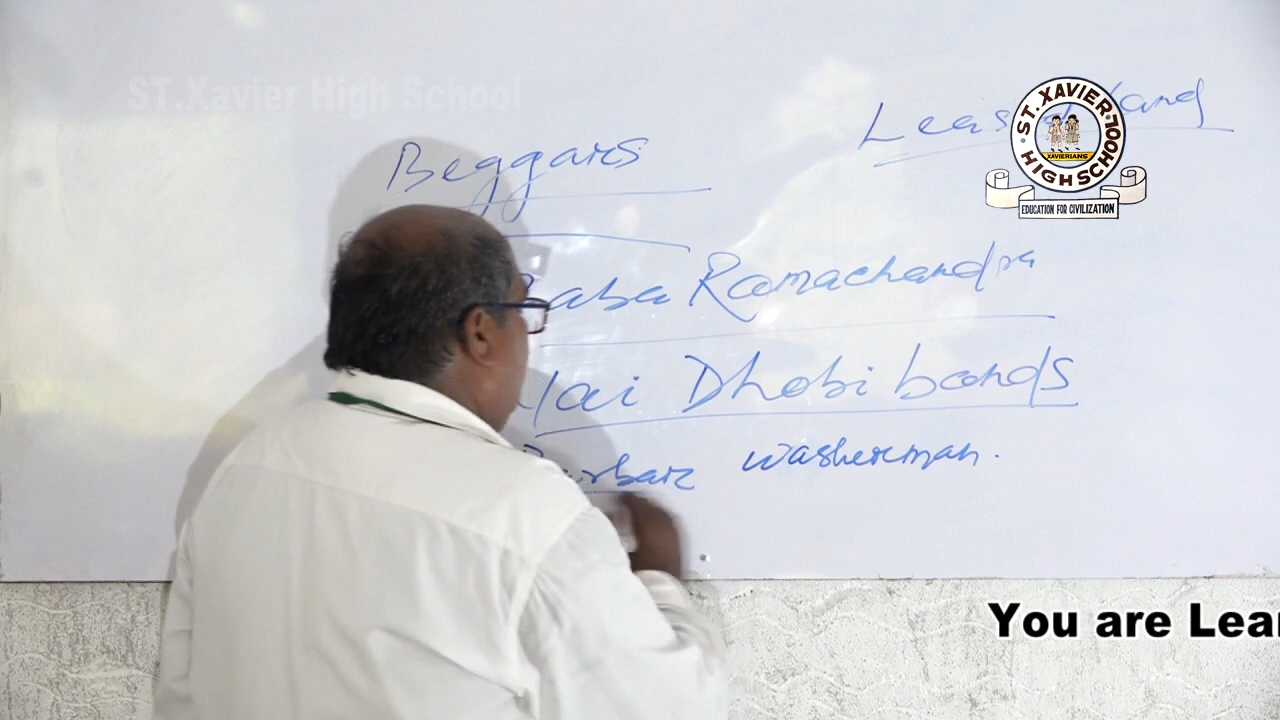 ST.Xavier High School
Beggars
land
ST. XAVIER
HIGH SCHOOL
XAVIERIANS
EDUCATION FOR CIVILIZATION
Ramachandra
Dhobi bands
washerman.
You are Lear